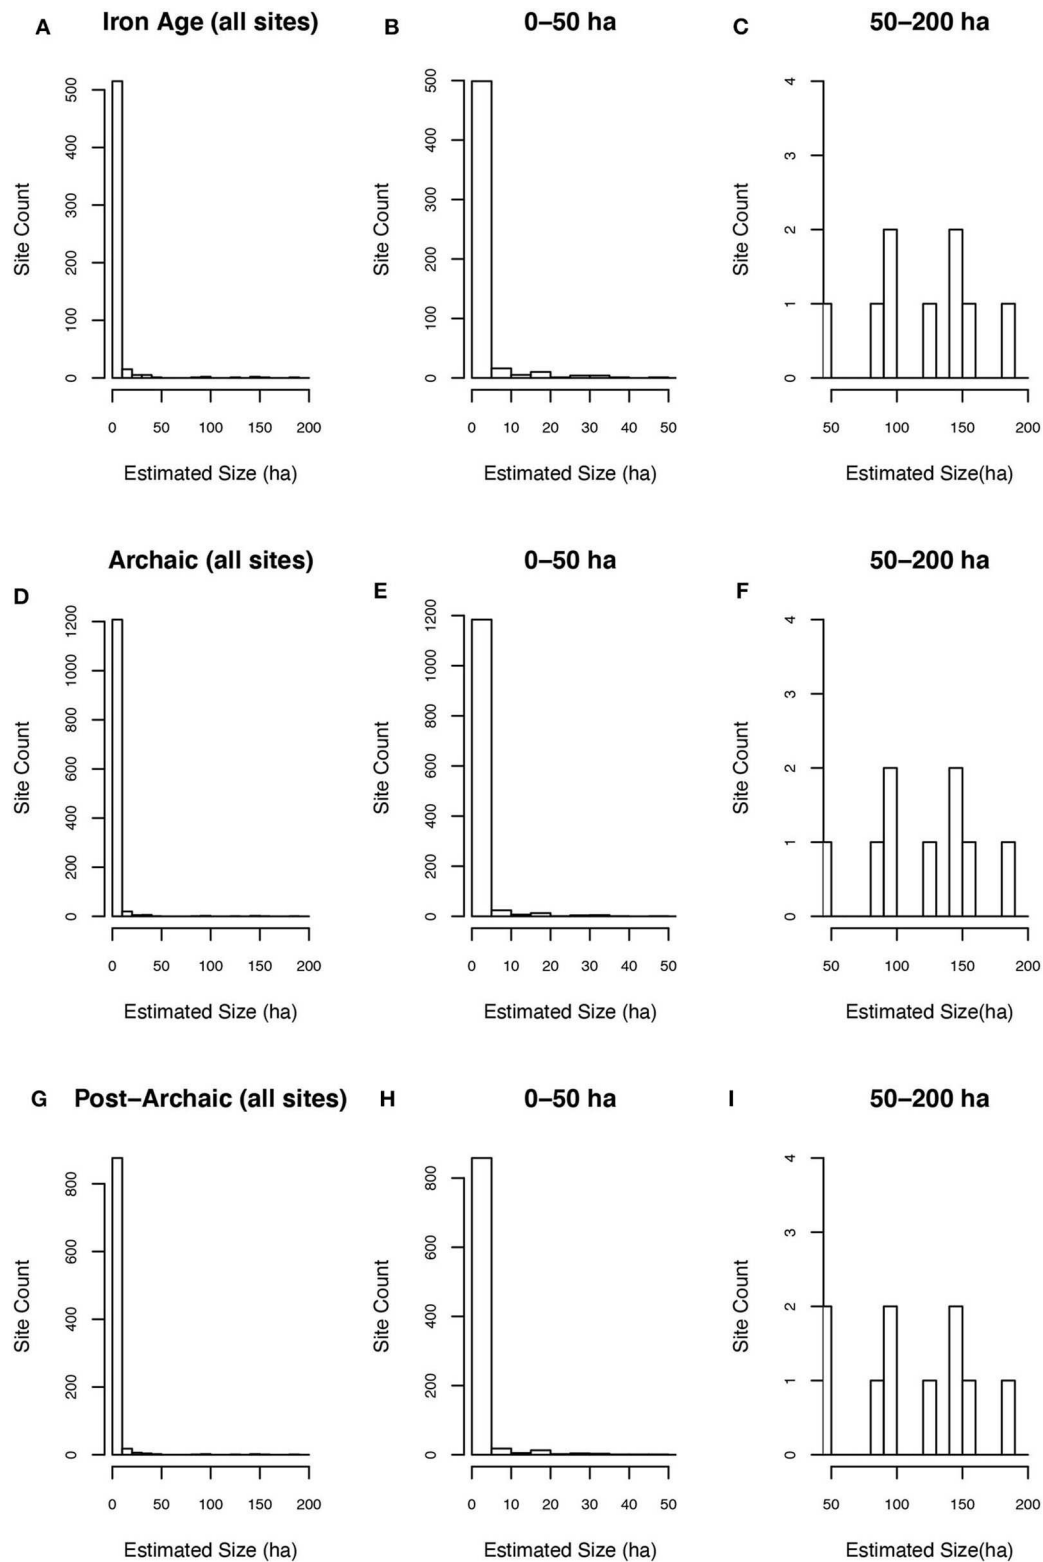 A Iron Age (all sites) B 0–50 ha C 50–200 ha
500
400
300
200
100
0
Site Count
0 50 100 150 200
Estimated Size (ha)
500
400
300
200
100
0
Site Count
0 10 20 30 40 50
Estimated Size (ha)
4
3
2
1
0
Site Count
50 100 150 200
Estimated Size(ha)
D Archaic (all sites) E 0–50 ha F 50–200 ha
1200
1000
800
600
400
200
0
Site Count
0 50 100 150 200
Estimated Size (ha)
1200
1000
800
600
400
200
0
Site Count
0 10 20 30 40 50
Estimated Size (ha)
4
3
2
1
0
Site Count
50 100 150 200
Estimated Size(ha)
G Post–Archaic (all sites) H 0–50 ha I 50–200 ha
800
600
400
200
0
Site Count
0 50 100 150 200
Estimated Size (ha)
800
600
400
200
0
Site Count
0 10 20 30 40 50
Estimated Size (ha)
4
3
2
1
0
Site Count
50 100 150 200
Estimated Size(ha)